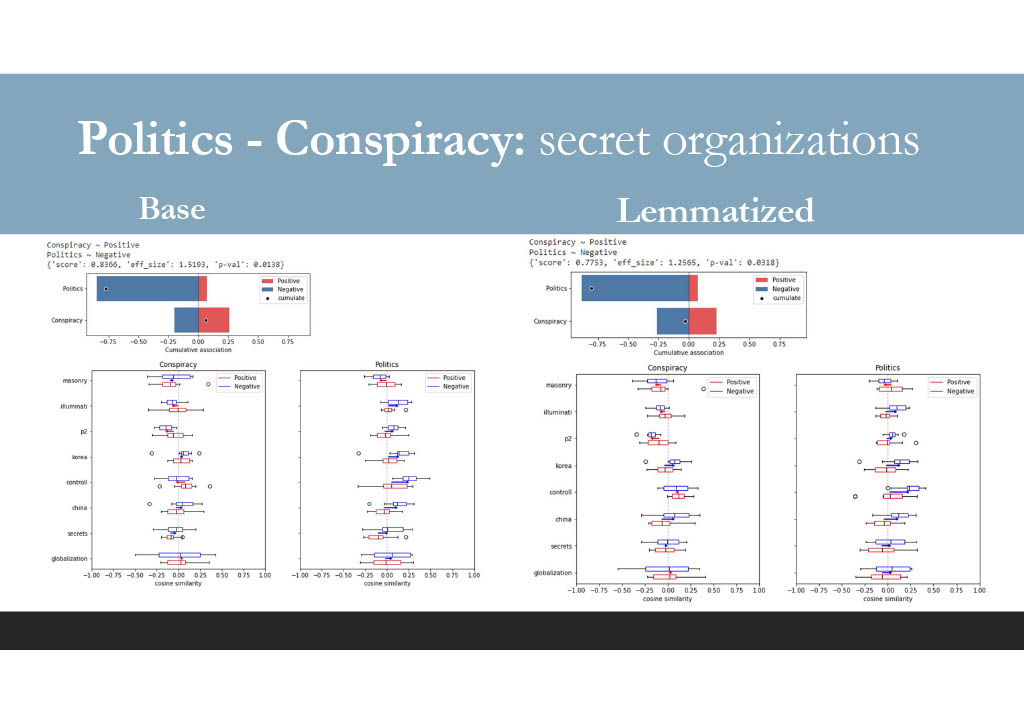 Politics - Conspiracy: secret organizations
Base
Lemmatized
Conspiracy ~ Positive
Politics ~ Negative
{'score': 0.8366, 'eff_size': 1.5193, 'p-val': 0.0138}
Politics
Conspiracy
Positive
Negative
cumulate
−0.75 −0.50 −0.25 0.00 0.25 0.50 0.75
Cumulative association
Conspiracy
Positive
Negative
masonry
illuminati
p2
korea
controll
china
secrets
globalization
−1.00 −0.75 −0.50 −0.25 0.00 0.25 0.50 0.75 1.00
cosine similarity
Politics
Positive
Negative
−1.00 −0.75 −0.50 −0.25 0.00 0.25 0.50 0.75 1.00
cosine similarity
Conspiracy ~ Positive
Politics ~ Negative
{'score': 0.7753, 'eff_size': 1.2565, 'p-val': 0.0318}
Politics
Conspiracy
Positive
Negative
cumulate
−0.75 −0.50 −0.25 0.00 0.25 0.50 0.75
Cumulative association
Conspiracy
Positive
Negative
masonry
illuminati
p2
korea
controll
china
secrets
globalization
−1.00 −0.75 −0.50 −0.25 0.00 0.25 0.50 0.75 1.00
cosine similarity
Politics
Positive
Negative
−1.00 −0.75 −0.50 −0.25 0.00 0.25 0.50 0.75 1.00
cosine similarity